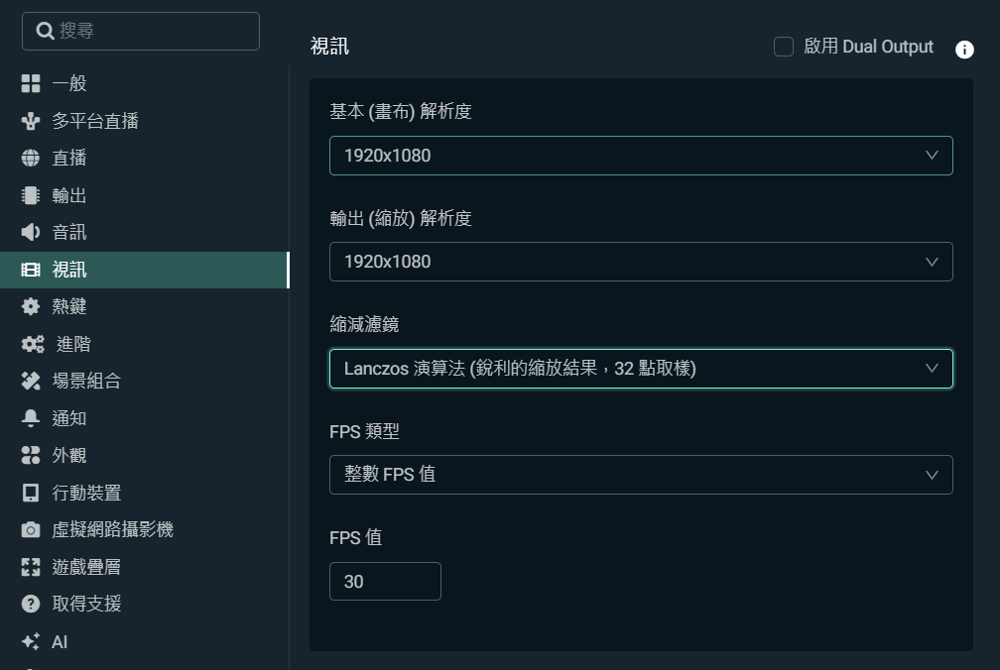 搜尋
一般
多平台直播
直播
輸出
音訊
視訊
熱鍵
進階
場景組合
通知
外觀
行動裝置
虛擬網路攝影機
遊戲疊層
取得支援
AI
視訊
啟用 Dual Output
基本 (畫布) 解析度
1920x1080
輸出 (縮放) 解析度
1920x1080
縮減濾鏡
Lanczos 演算法 (銳利的縮放結果，32 點取樣)
FPS 類型
整數 FPS 值
FPS 值
30